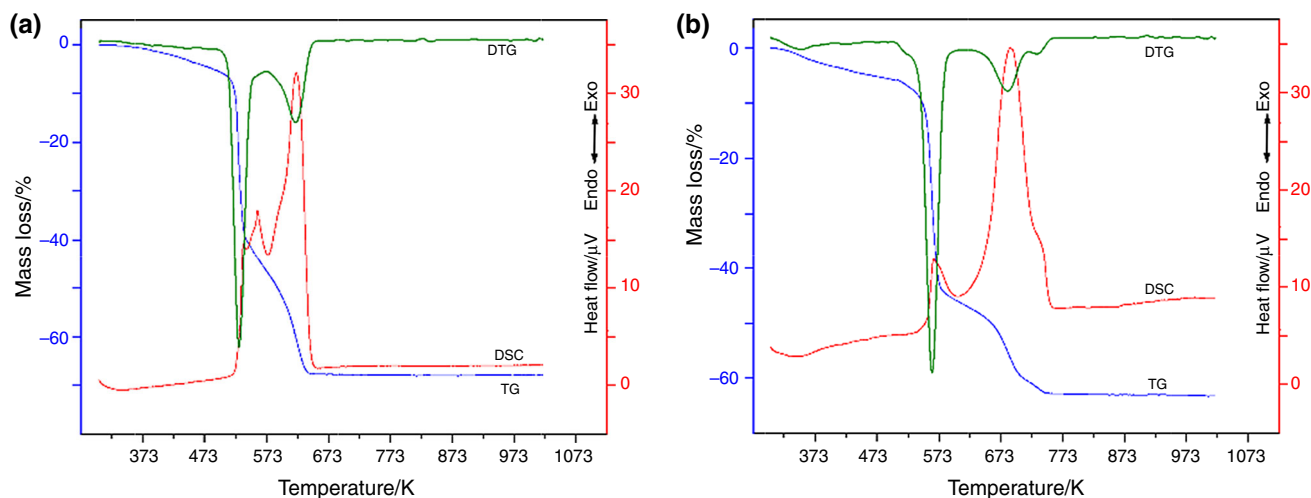 (a)
0
−20
−40
−60
Mass loss/%
DTG
DSC
TG
30
20
10
0
Heat flow/µV Endo Exo
373 473 573 673 773 873 973 1073
Temperature/K
(b)
0
−20
−40
−60
Mass loss/%
DTG
DSC
TG
30
20
10
0
Heat flow/µV Endo Exo
373 473 573 673 773 873 973 1073
Temperature/K